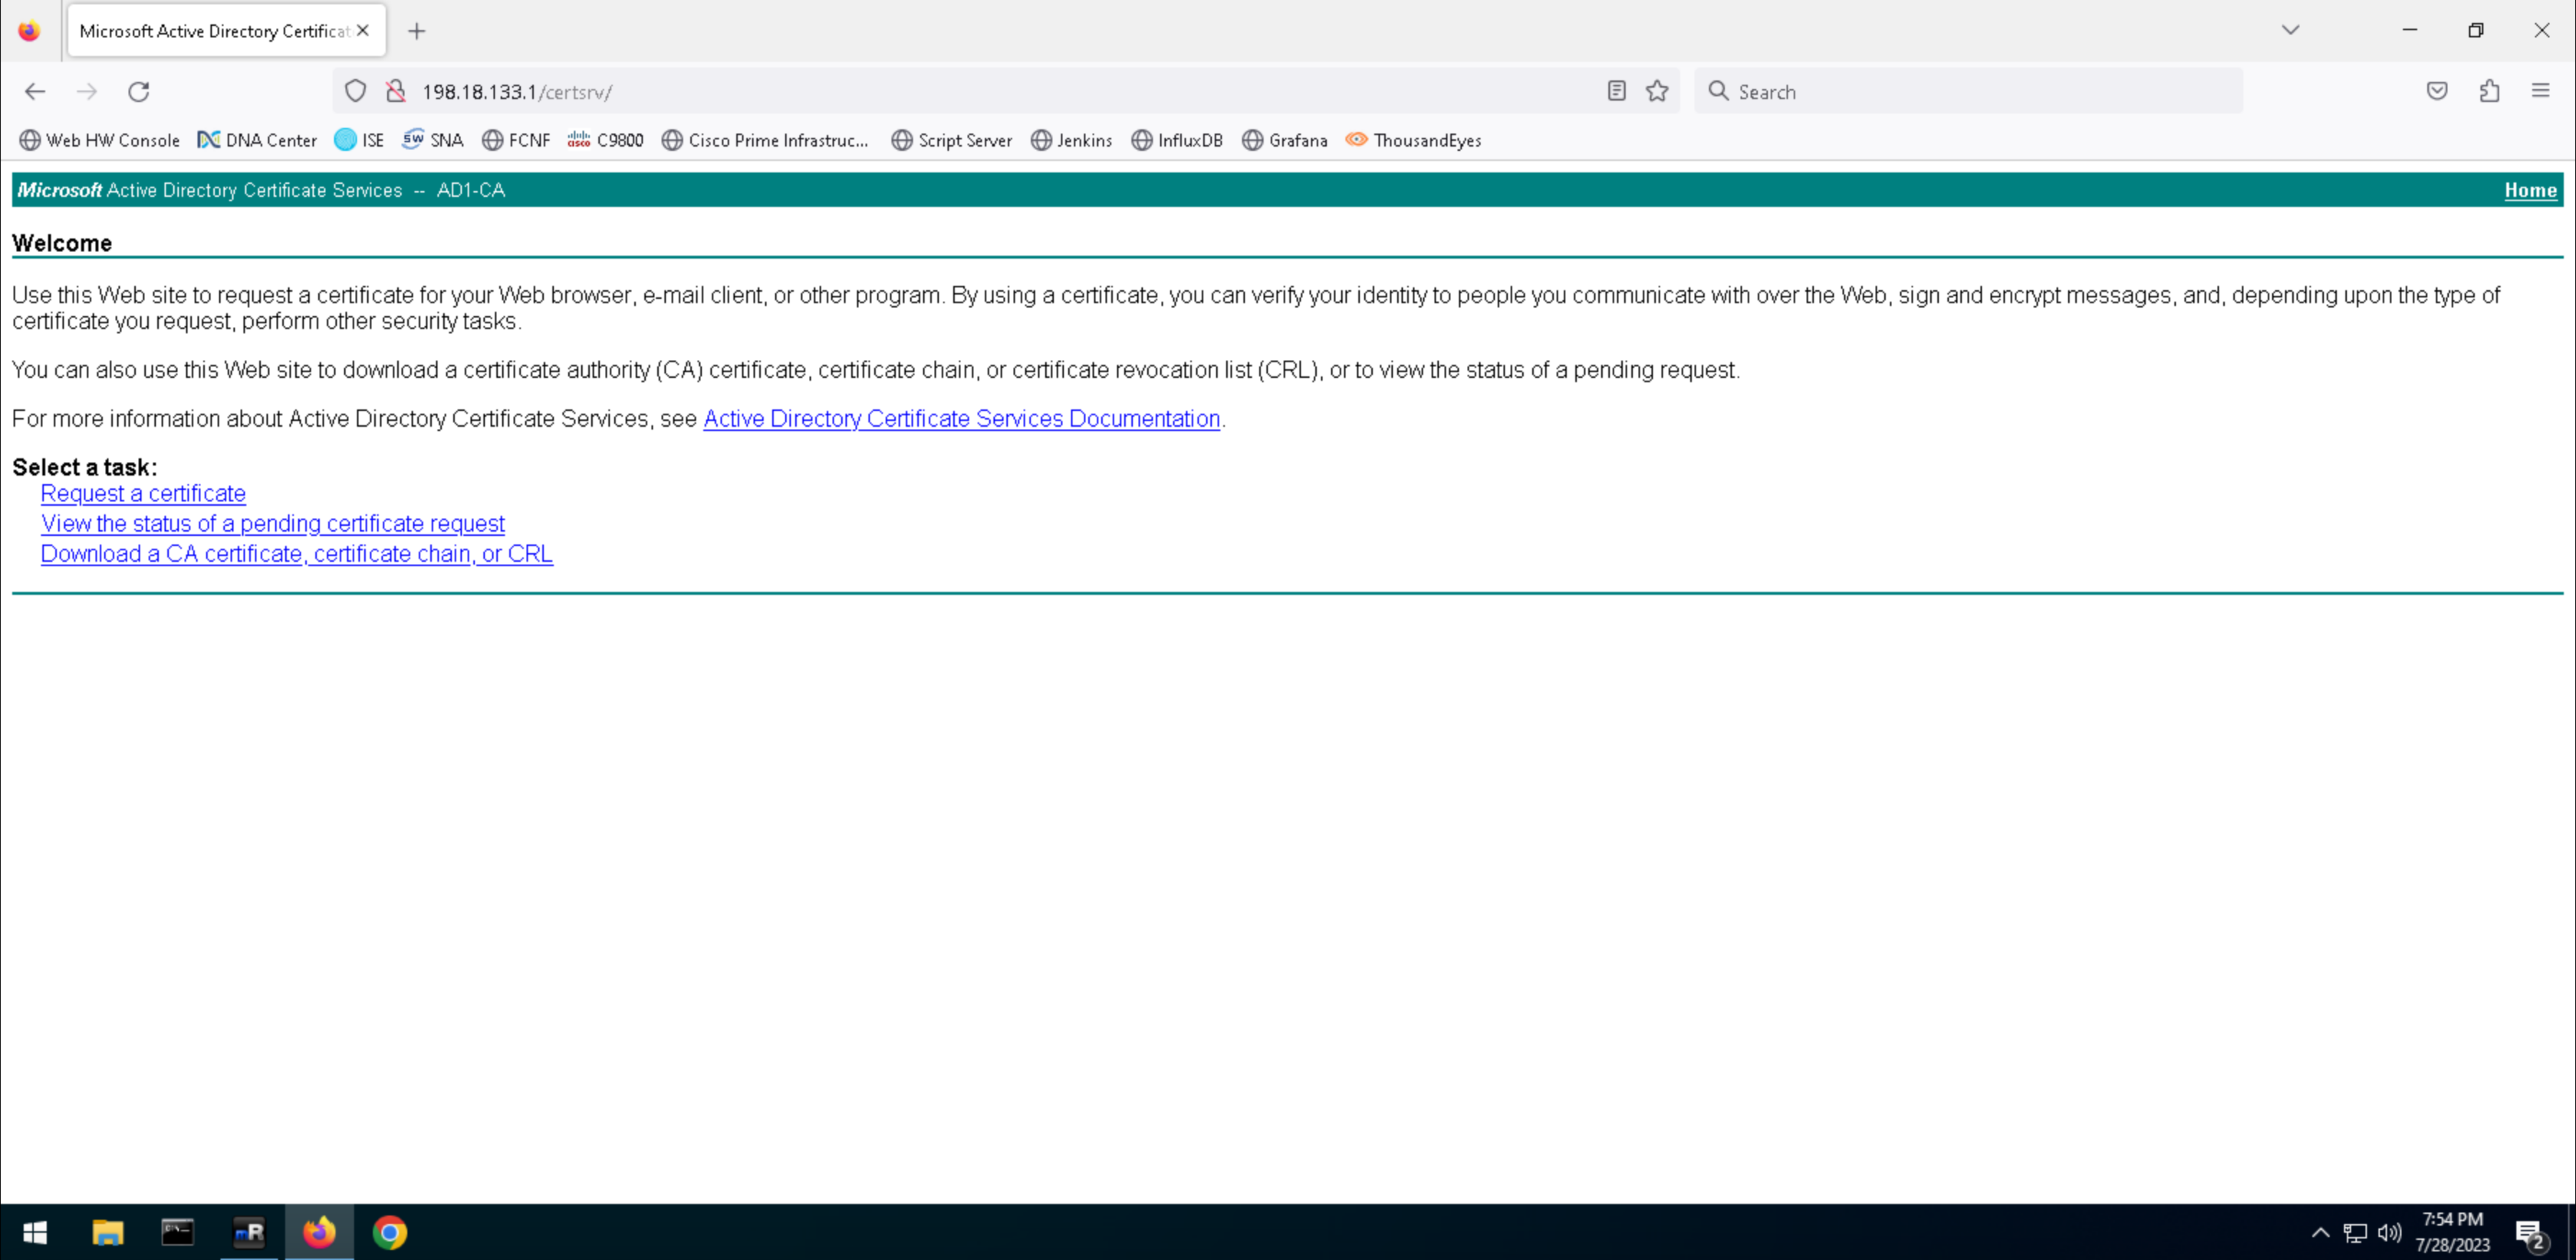 Microsoft Active Directory Certificat
198.18.133.1/certsrv/
Search
Web HW Console DNA Center ISE SW SNA FCNF cisco C9800 Cisco Prime Infrastruc... Script Server Jenkins InfluxDB Grafana ThousandEyes
Microsoft Active Directory Certificate Services -- AD1-CA Home
Welcome
Use this Web site to request a certificate for your Web browser, e-mail client, or other program. By using a certificate, you can verify your identity to people you communicate with over the Web, sign and encrypt messages, and, depending upon the type of
certificate you request, perform other security tasks.
You can also use this Web site to download a certificate authority (CA) certificate, certificate chain, or certificate revocation list (CRL), or to view the status of a pending request.
For more information about Active Directory Certificate Services, see Active Directory Certificate Services Documentation.
Select a task:
Request a certificate
View the status of a pending certificate request
Download a CA certificate, certificate chain, or CRL
mR
7:54 PM
7/28/2023
2